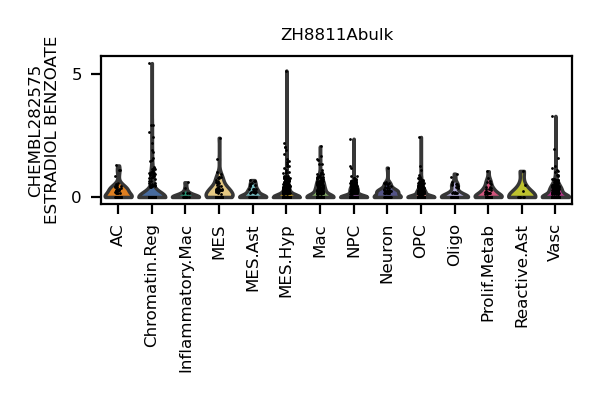 ZH8811Abulk
CHEMBL282575
ESTRADIOL BENZOATE
5
0
AC
Chromatin.Reg
Inflammatory.Mac
MES
MES.Ast
MES.Hyp
Mac
NPC
Neuron
OPC
Oligo
Prolif.Metab
Reactive.Ast
Vasc